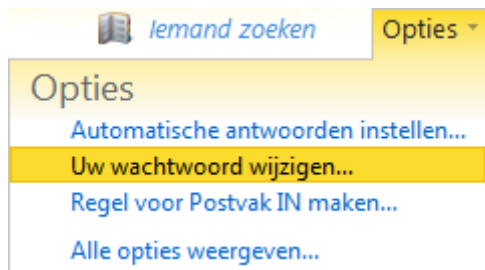 Iemand zoeken Opties
Opties
Automatische antwoorden instellen...
Uw wachtwoord wijzigen...
Regel voor Postvak IN maken...
Alle opties weergeven...